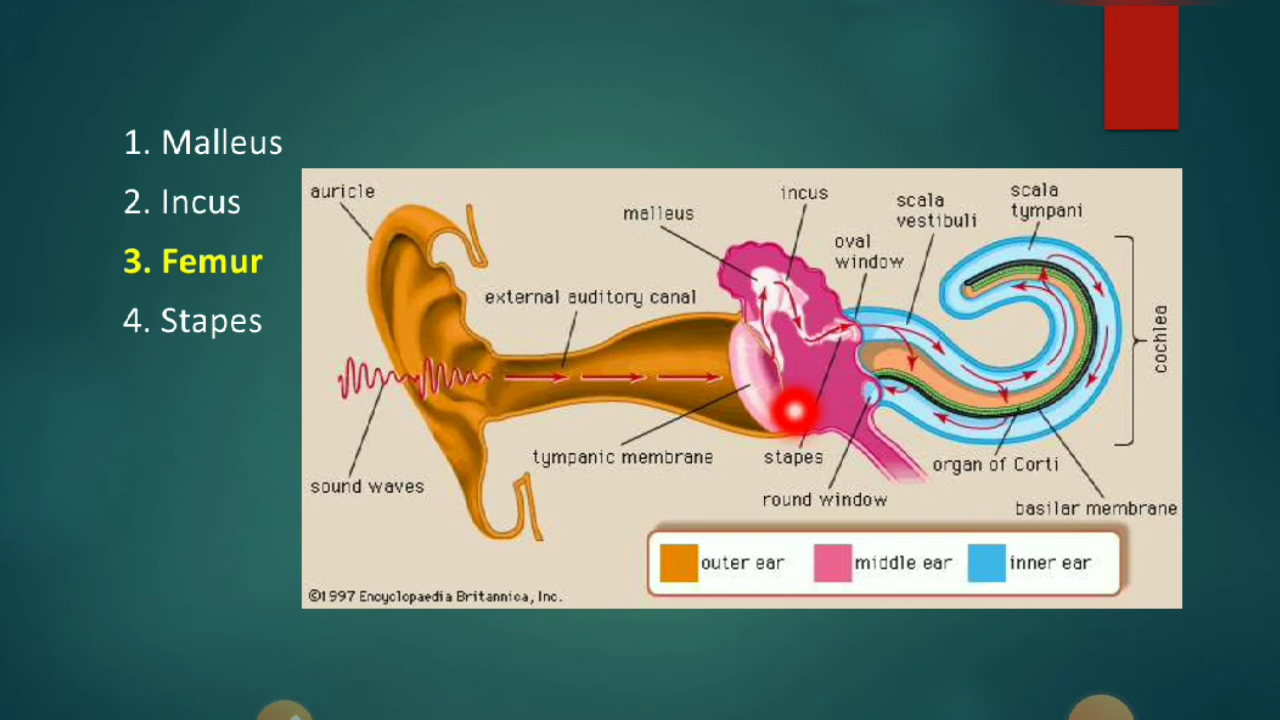 1. Malleus
2. Incus
3. Femur
4. Stapes
auricle
malleus
incus
scala
vestibuli
scala
tympani
oval
window
external auditory canal
cochlea
tympanic membrane
stapes
organ of Corti
sound waves
round window
basilar membrane
outer ear
middle ear
inner ear
©1997 Encyclopaedia Britannica, Inc.